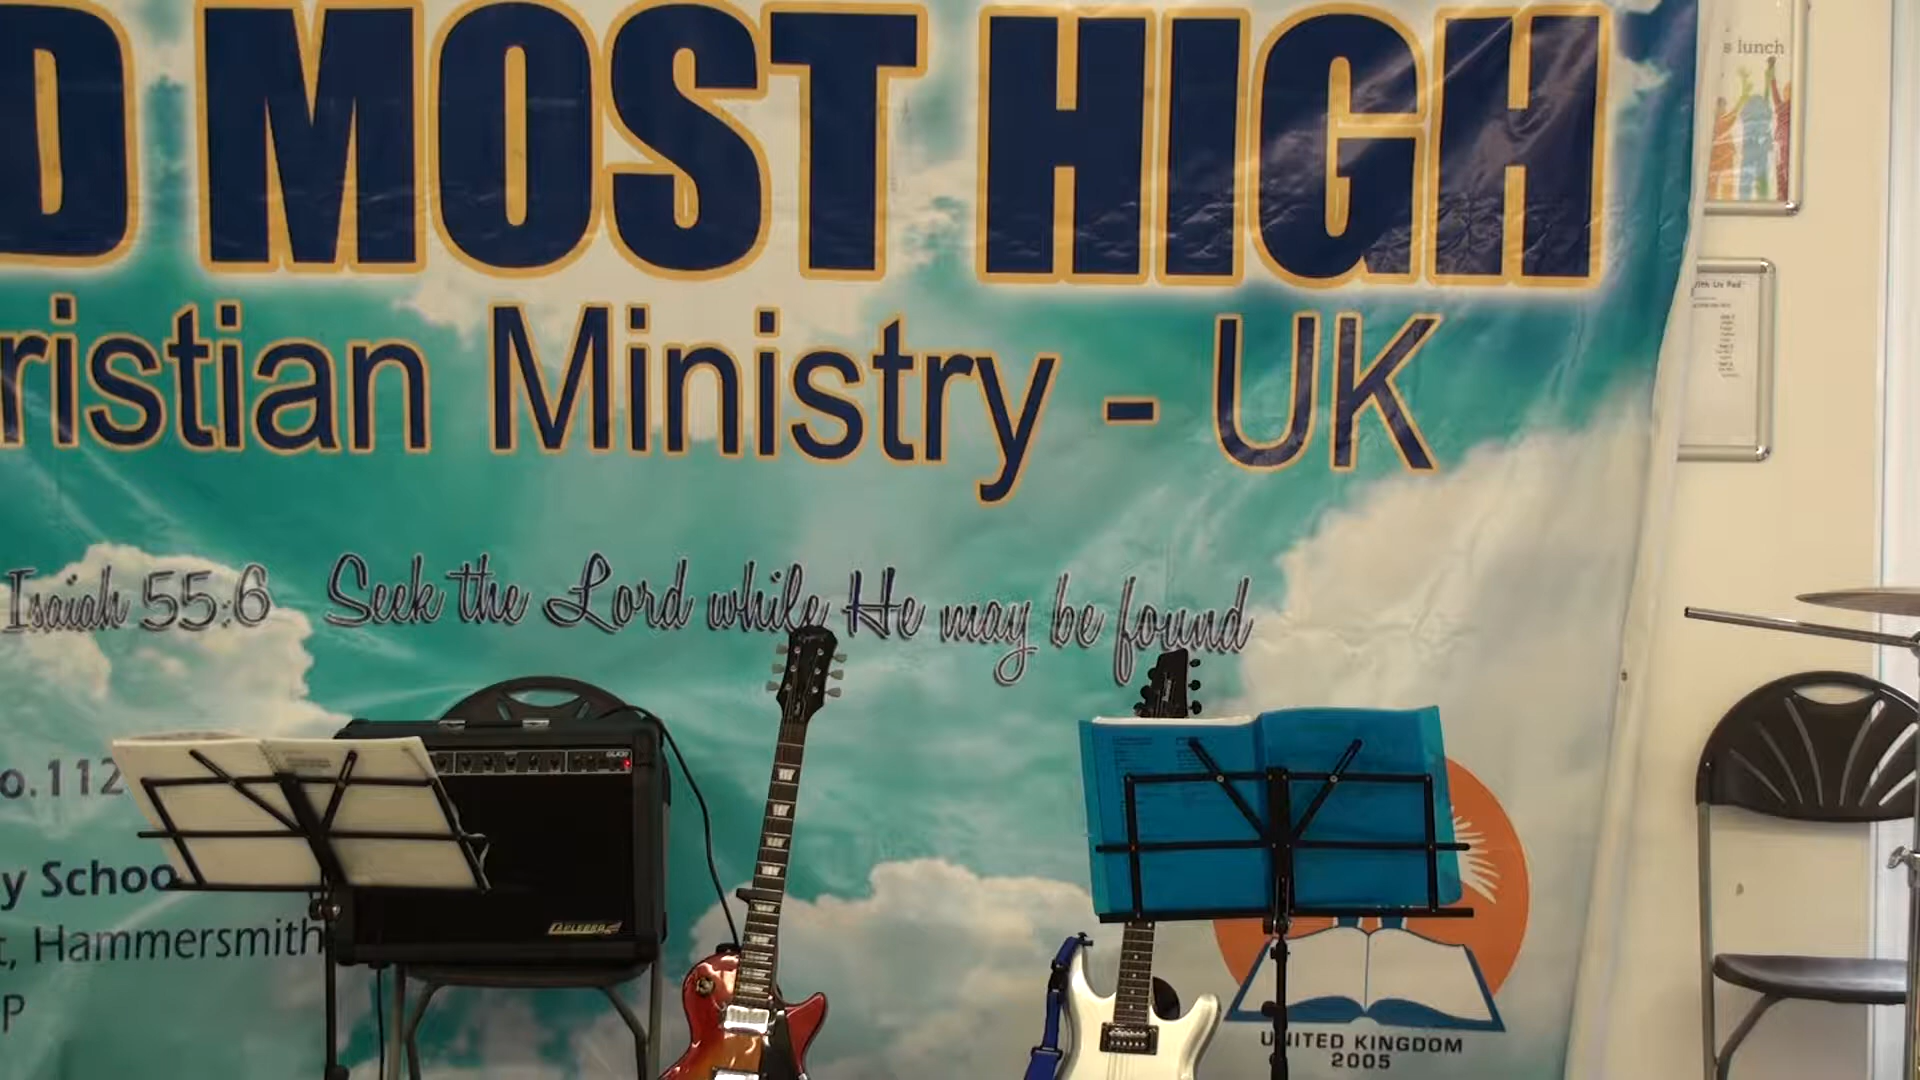 D MOST HIGH
ristian Ministry - UK
Isaiah 55:6 Seek the Lord while He may be found
o.112
y Schoo
t, Hammersmith
P
UNITED KINGDOM
2005
s lunch